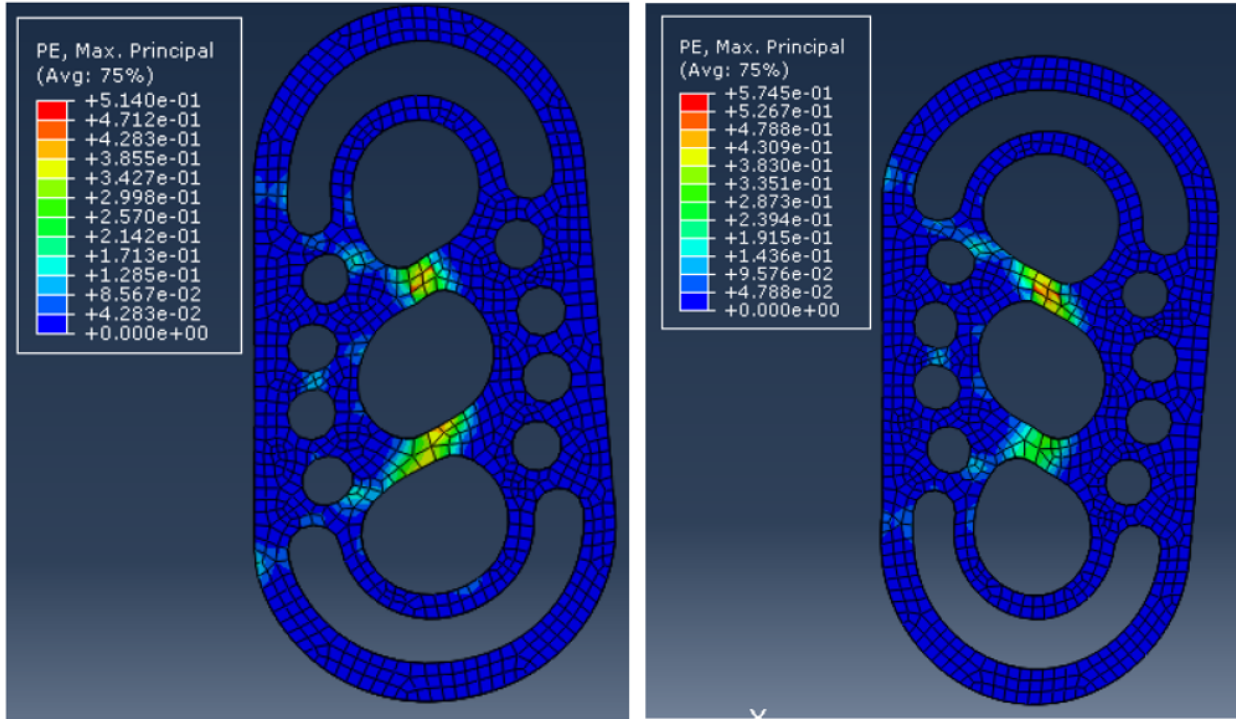 PE, Max. Principal
(Avg: 75%)
+5.140e-01
+4.712e-01
+4.283e-01
+3.855e-01
+3.427e-01
+2.998e-01
+2.570e-01
+2.142e-01
+1.713e-01
+1.285e-01
+8.567e-02
+4.283e-02
+0.000e+00
PE, Max. Principal
(Avg: 75%)
+5.745e-01
+5.267e-01
+4.788e-01
+4.309e-01
+3.830e-01
+3.351e-01
+2.873e-01
+2.394e-01
+1.915e-01
+1.436e-01
+9.576e-02
+4.788e-02
+0.000e+00